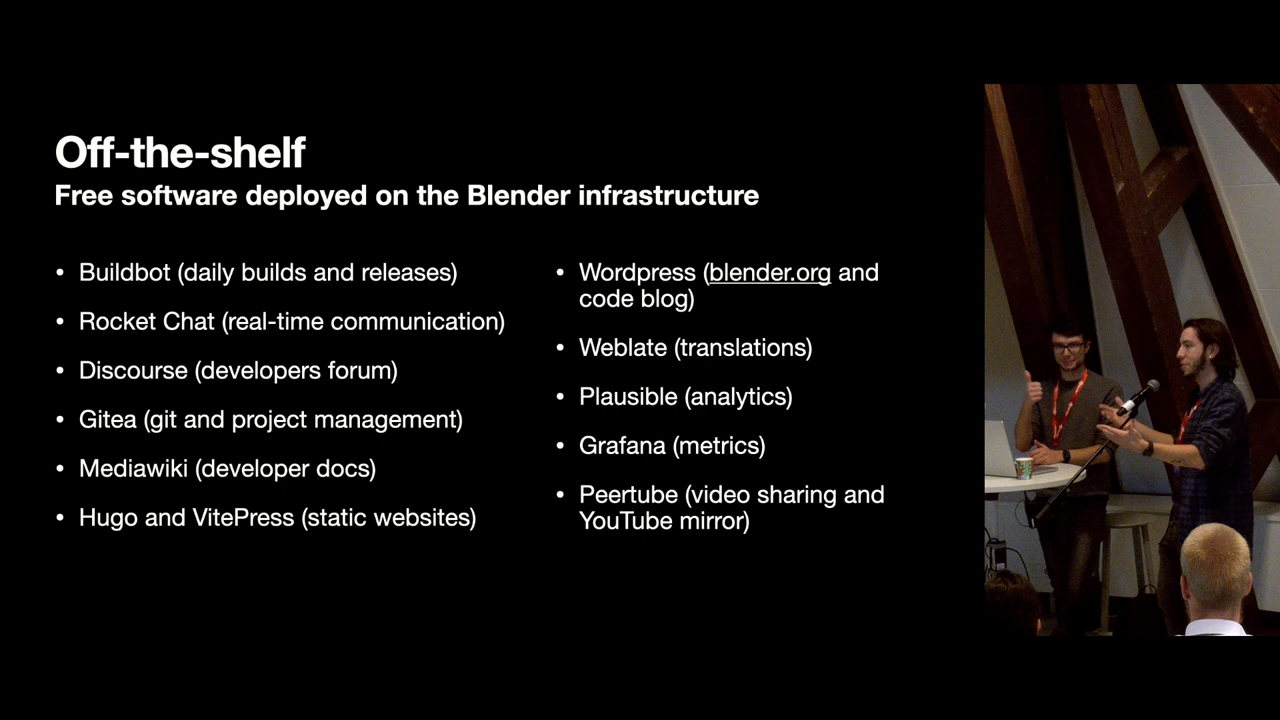 Off-the-shelf
Free software deployed on the Blender infrastructure
• Buildbot (daily builds and releases)
• Rocket Chat (real-time communication)
• Discourse (developers forum)
• Gitea (git and project management)
• Mediawiki (developer docs)
• Hugo and VitePress (static websites)
• Wordpress (blender.org and
code blog)
• Weblate (translations)
• Plausible (analytics)
• Grafana (metrics)
• Peertube (video sharing and
YouTube mirror)